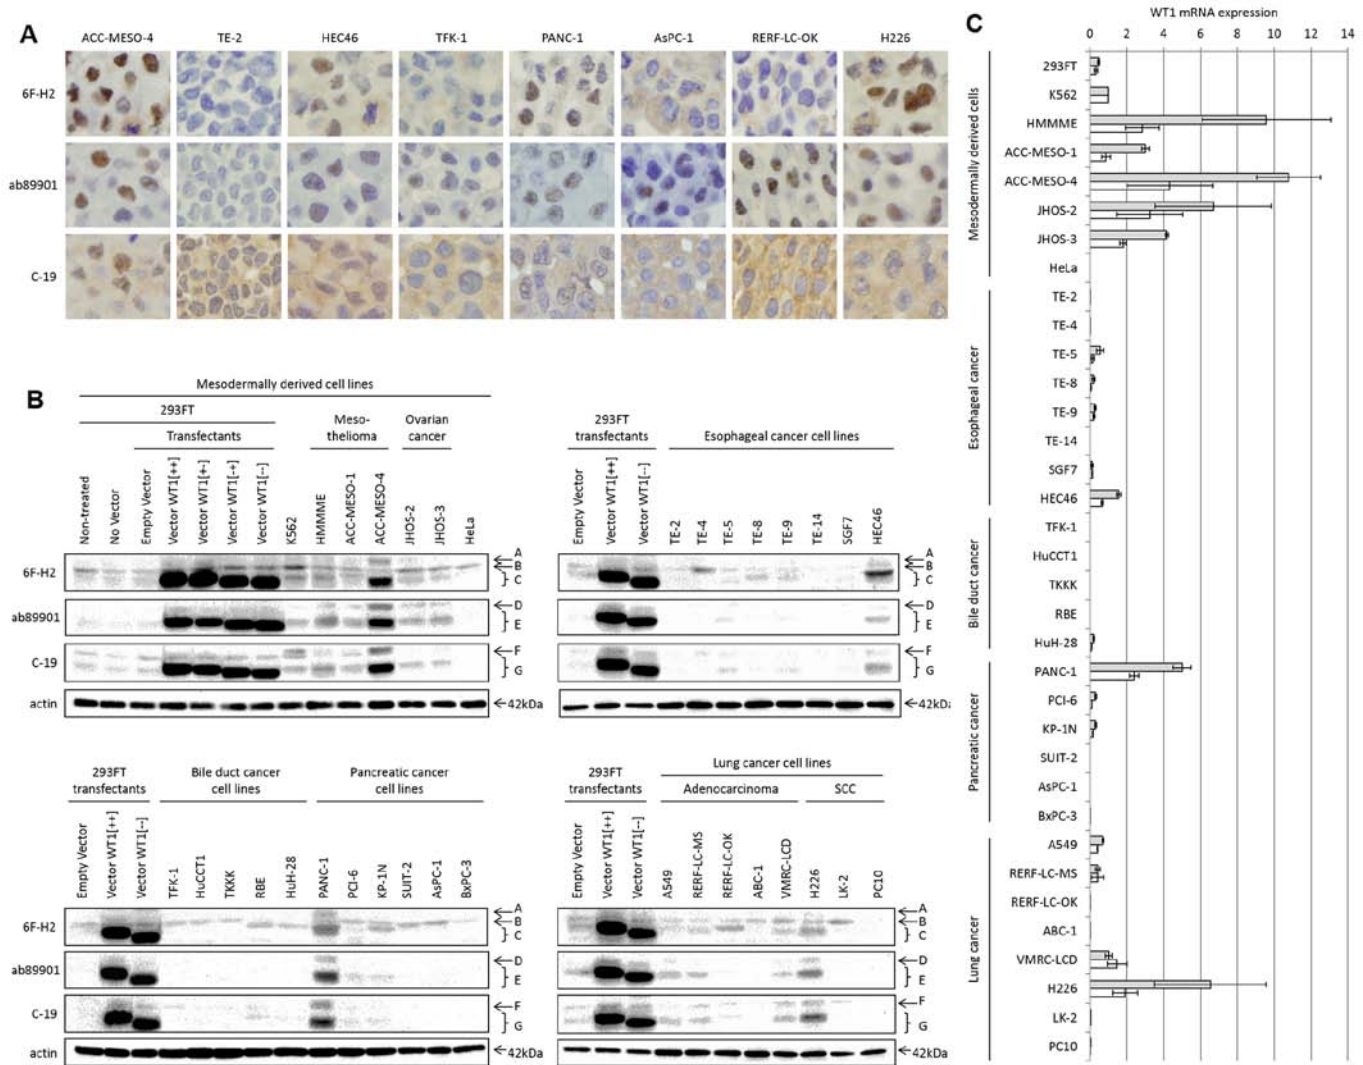 A
ACC-MESO-4 TE-2 HEC46 TFK-1 PANC-1 AsPC-1 RERF-LC-OK H226
6F-H2
ab89901
C-19
B
Mesodermally derived cell lines
293FT
Transfectants
Meso-
thelioma
Ovarian
cancer
Non-treated
No Vector
Empty Vector
Vector WT1[++]
Vector WT1[+-]
Vector WT1[-+]
Vector WT1[--]
K562
HMMME
ACC-MESO-1
ACC-MESO-4
JHOS-2
JHOS-3
HeLa
6F-H2
A
B
C
ab89901
D
E
C-19
F
G
actin
42kDa
293FT
transfectants
Esophageal cancer cell lines
Empty Vector
Vector WT1[++]
Vector WT1[--]
TE-2
TE-4
TE-5
TE-8
TE-9
TE-14
SGF7
HEC46
A
B
C
D
E
F
G
293FT
transfectants
Bile duct cancer
cell lines
Pancreatic cancer
cell lines
Empty Vector
Vector WT1[++]
Vector WT1[--]
TFK-1
HuCCT1
TKKK
RBE
HuH-28
PANC-1
PCI-6
KP-1N
SUIT-2
AsPC-1
BxPC-3
6F-H2
A
B
C
ab89901
D
E
C-19
F
G
actin
42kDa
293FT
transfectants
Lung cancer cell lines
Adenocarcinoma
SCC
Empty Vector
Vector WT1[++]
Vector WT1[--]
A549
RERF-LC-MS
RERF-LC-OK
ABC-1
VMRC-LCD
H226
LK-2
PC10
A
B
C
D
E
F
G
42kDa
C
WT1 mRNA expression
0 2 4 6 8 10 12 14
Mesodermally derived cells
293FT
K562
HMMME
ACC-MESO-1
ACC-MESO-4
JHOS-2
JHOS-3
HeLa
Esophageal cancer
TE-2
TE-4
TE-5
TE-8
TE-9
TE-14
SGF7
HEC46
Bile duct cancer
TFK-1
HuCCT1
TKKK
RBE
HuH-28
Pancreatic cancer
PANC-1
PCI-6
KP-1N
SUIT-2
AsPC-1
BxPC-3
Lung cancer
A549
RERF-LC-MS
RERF-LC-OK
ABC-1
VMRC-LCD
H226
LK-2
PC10